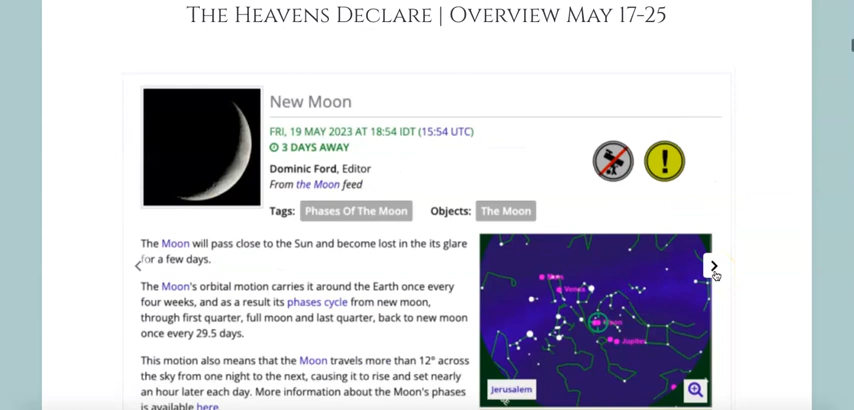 The Heavens Declare | Overview May 17-25
New Moon
FRI, 19 MAY 2023 AT 18:54 IDT (15:54 UTC)
3 DAYS AWAY
Dominic Ford, Editor
From the Moon feed
Tags: Phases Of The Moon Objects: The Moon
The Moon will pass close to the Sun and become lost in the its glare
for a few days.
The Moon's orbital motion carries it around the Earth once every
four weeks, and as a result its phases cycle from new moon,
through first quarter, full moon and last quarter, back to new moon
once every 29.5 days.
This motion also means that the Moon travels more than 12° across
the sky from one night to the next, causing it to rise and set nearly
an hour later each day. More information about the Moon's phases
is available here.
Mars
Venus
Moon
Jupiter
Jerusalem